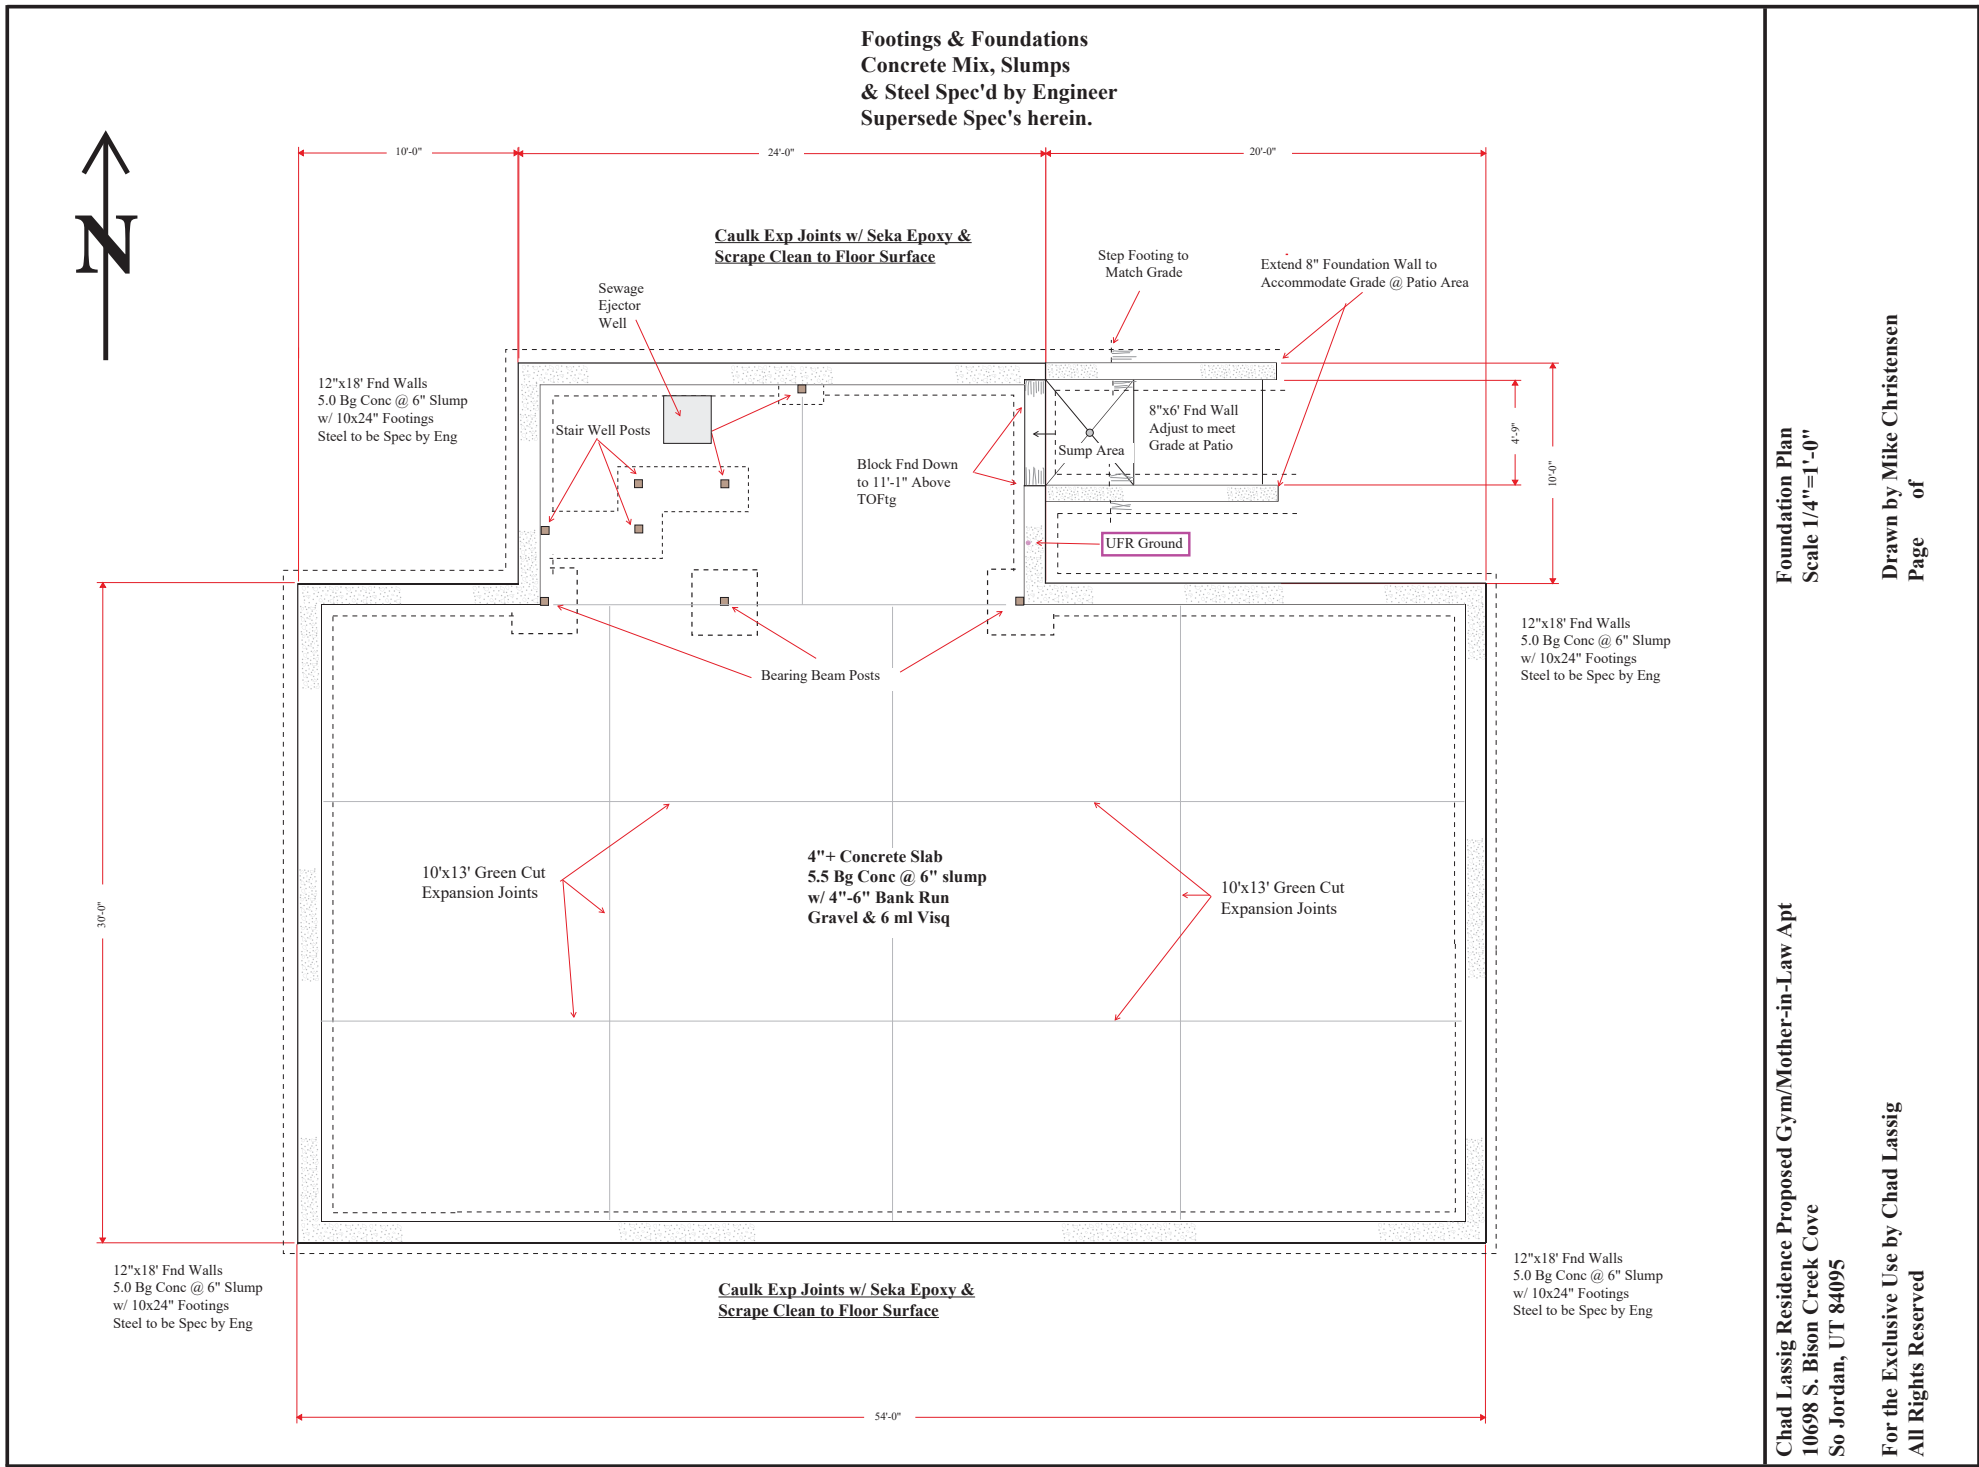 Footings & Foundations
Concrete Mix, Slumps
& Steel Spec'd by Engineer
Supersede Spec's herein.
10'-0"
24'-0"
20'-0"
N
Caulk Exp Joints w/ Seka Epoxy &
Scrape Clean to Floor Surface
Step Footing to
Match Grade
Extend 8" Foundation Wall to
Accommodate Grade @ Patio Area
Sewage
Ejector
Well
12"x18' Fnd Walls
5.0 Bg Conc @ 6" Slump
w/ 10x24" Footings
Steel to be Spec by Eng
Stair Well Posts
8"x6' Fnd Wall
Adjust to meet
Grade at Patio
Sump Area
4'-9"
10'-0"
Block Fnd Down
to 11'-1" Above
TOFtg
UFR Ground
12"x18' Fnd Walls
5.0 Bg Conc @ 6" Slump
w/ 10x24" Footings
Steel to be Spec by Eng
Bearing Beam Posts
10'x13' Green Cut
Expansion Joints
4"+ Concrete Slab
5.5 Bg Conc @ 6" slump
w/ 4"-6" Bank Run
Gravel & 6 ml Visq
10'x13' Green Cut
Expansion Joints
30'-0"
12"x18' Fnd Walls
5.0 Bg Conc @ 6" Slump
w/ 10x24" Footings
Steel to be Spec by Eng
Caulk Exp Joints w/ Seka Epoxy &
Scrape Clean to Floor Surface
12"x18' Fnd Walls
5.0 Bg Conc @ 6" Slump
w/ 10x24" Footings
Steel to be Spec by Eng
54'-0"
Foundation Plan
Scale 1/4"=1'-0"
Drawn by Mike Christensen
Page of
Chad Lassig Residence Proposed Gym/Mother-in-Law Apt
10698 S. Bison Creek Cove
So Jordan, UT 84095
For the Exclusive Use by Chad Lassig
All Rights Reserved